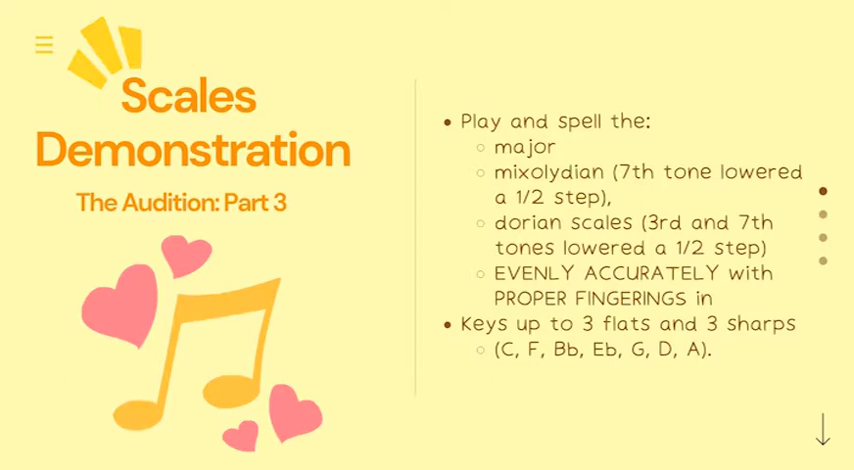 Scales
Demonstration
The Audition: Part 3
• Play and spell the:
○ major
○ mixolydian (7th tone lowered
a 1/2 step),
○ dorian scales (3rd and 7th
tones lowered a 1/2 step)
○ EVENLY ACCURATELY with
PROPER FINGERINGS in
• Keys up to 3 flats and 3 sharps
○ (C, F, Bb, Eb, G, D, A).